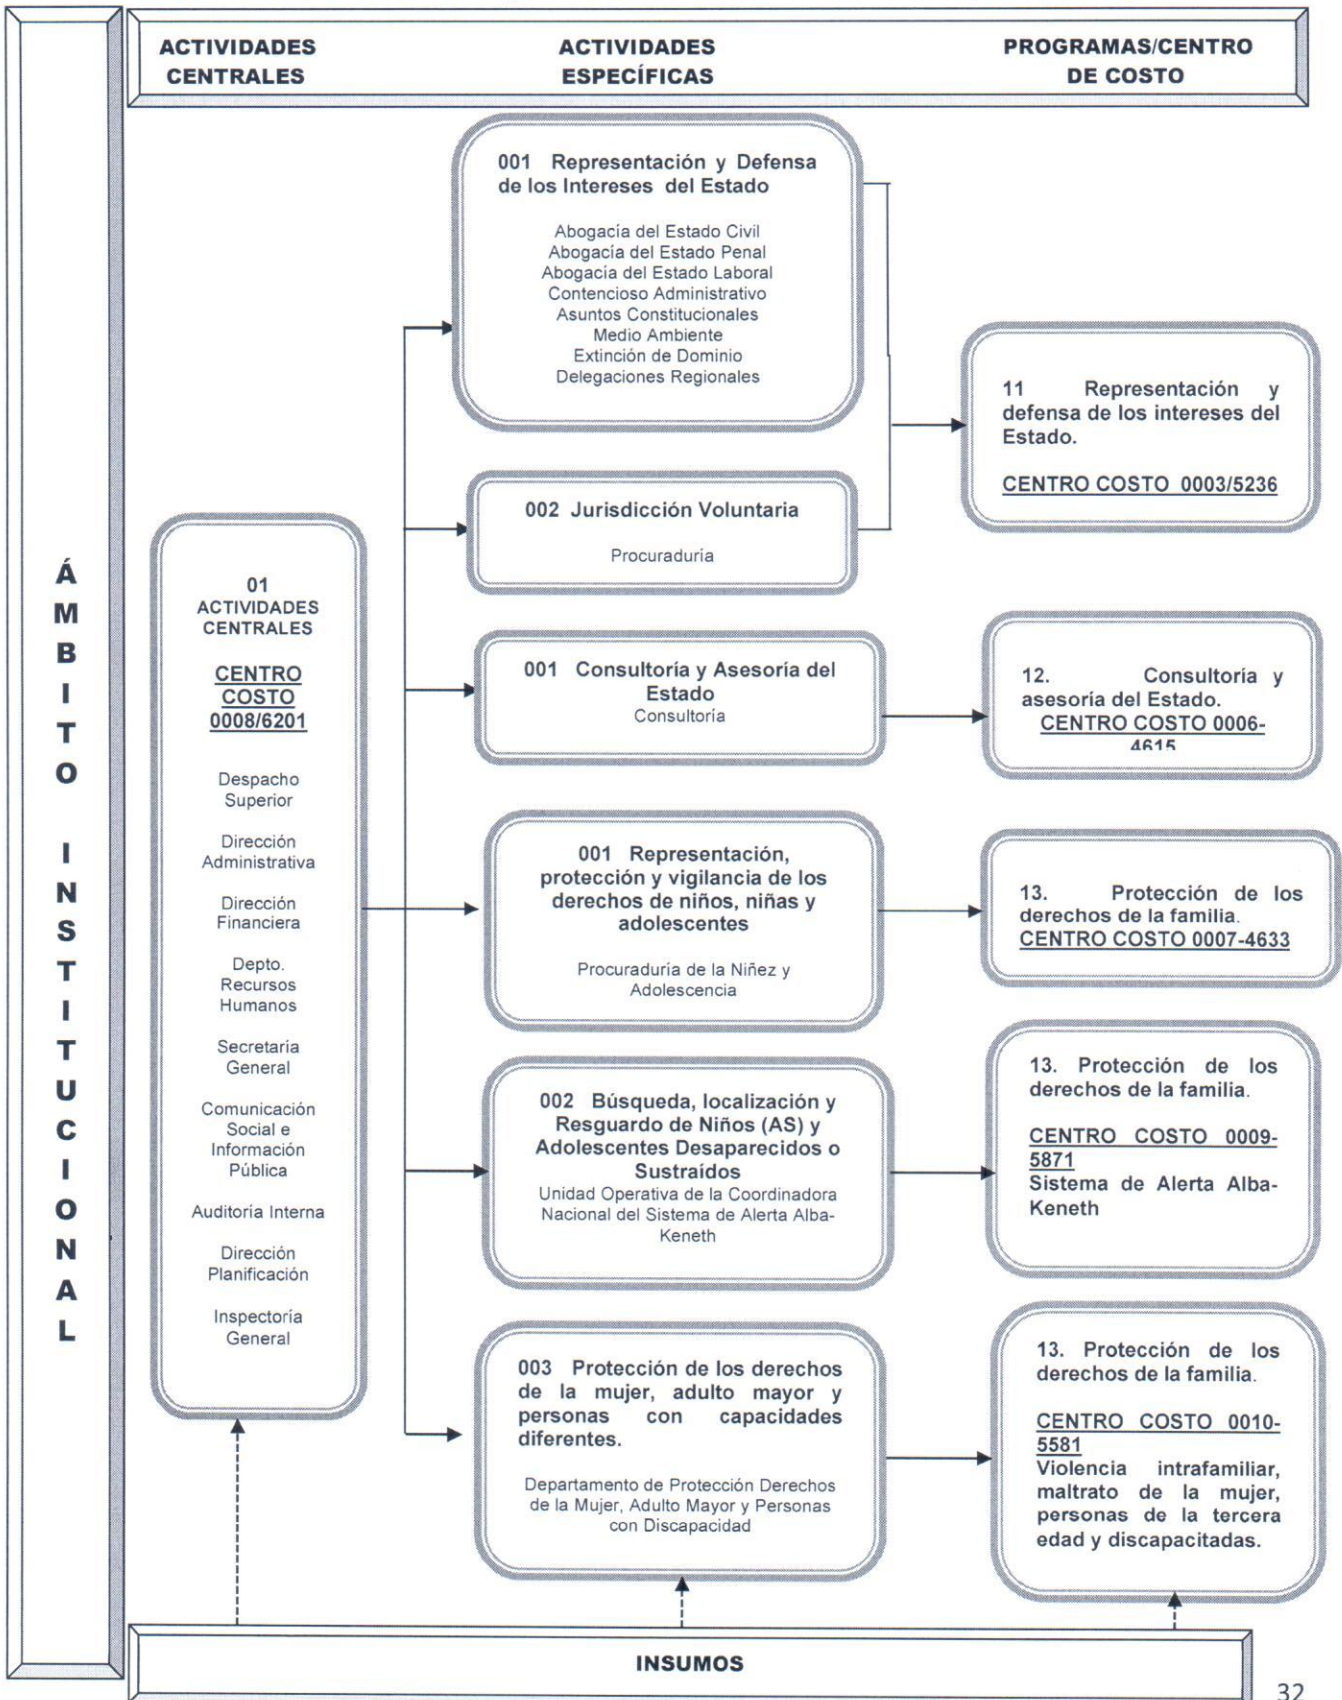 ACTIVIDADES
CENTRALES
ACTIVIDADES
ESPECÍFICAS
PROGRAMAS/CENTRO
DE COSTO
ÁMBITO INSTITUCIONAL
01
ACTIVIDADES
CENTRALES
CENTRO
COSTO
0008/6201
Despacho
Superior
Dirección
Administrativa
Dirección
Financiera
Depto.
Recursos
Humanos
Secretaría
General
Comunicación
Social e
Información
Pública
Auditoría Interna
Dirección
Planificación
Inspectoría
General
001 Representación y Defensa
de los Intereses del Estado
Abogacía del Estado Civil
Abogacía del Estado Penal
Abogacía del Estado Laboral
Contencioso Administrativo
Asuntos Constitucionales
Medio Ambiente
Extinción de Dominio
Delegaciones Regionales
002 Jurisdicción Voluntaria
Procuraduría
11 Representación y
defensa de los intereses del
Estado.
CENTRO COSTO 0003/5236
001 Consultoría y Asesoría del
Estado
Consultoría
12. Consultoría y
asesoría del Estado.
CENTRO COSTO 0006-
4615
001 Representación,
protección y vigilancia de los
derechos de niños, niñas y
adolescentes
Procuraduría de la Niñez y
Adolescencia
13. Protección de los
derechos de la familia.
CENTRO COSTO 0007-4633
002 Búsqueda, localización y
Resguardo de Niños (AS) y
Adolescentes Desaparecidos o
Sustraídos
Unidad Operativa de la Coordinadora
Nacional del Sistema de Alerta Alba-
Keneth
13. Protección de los
derechos de la familia.
CENTRO COSTO 0009-
5871
Sistema de Alerta Alba-
Keneth
003 Protección de los derechos
de la mujer, adulto mayor y
personas con capacidades
diferentes.
Departamento de Protección Derechos
de la Mujer, Adulto Mayor y Personas
con Discapacidad
13. Protección de los
derechos de la familia.
CENTRO COSTO 0010-
5581
Violencia intrafamiliar,
maltrato de la mujer,
personas de la tercera
edad y discapacitadas.
INSUMOS
32